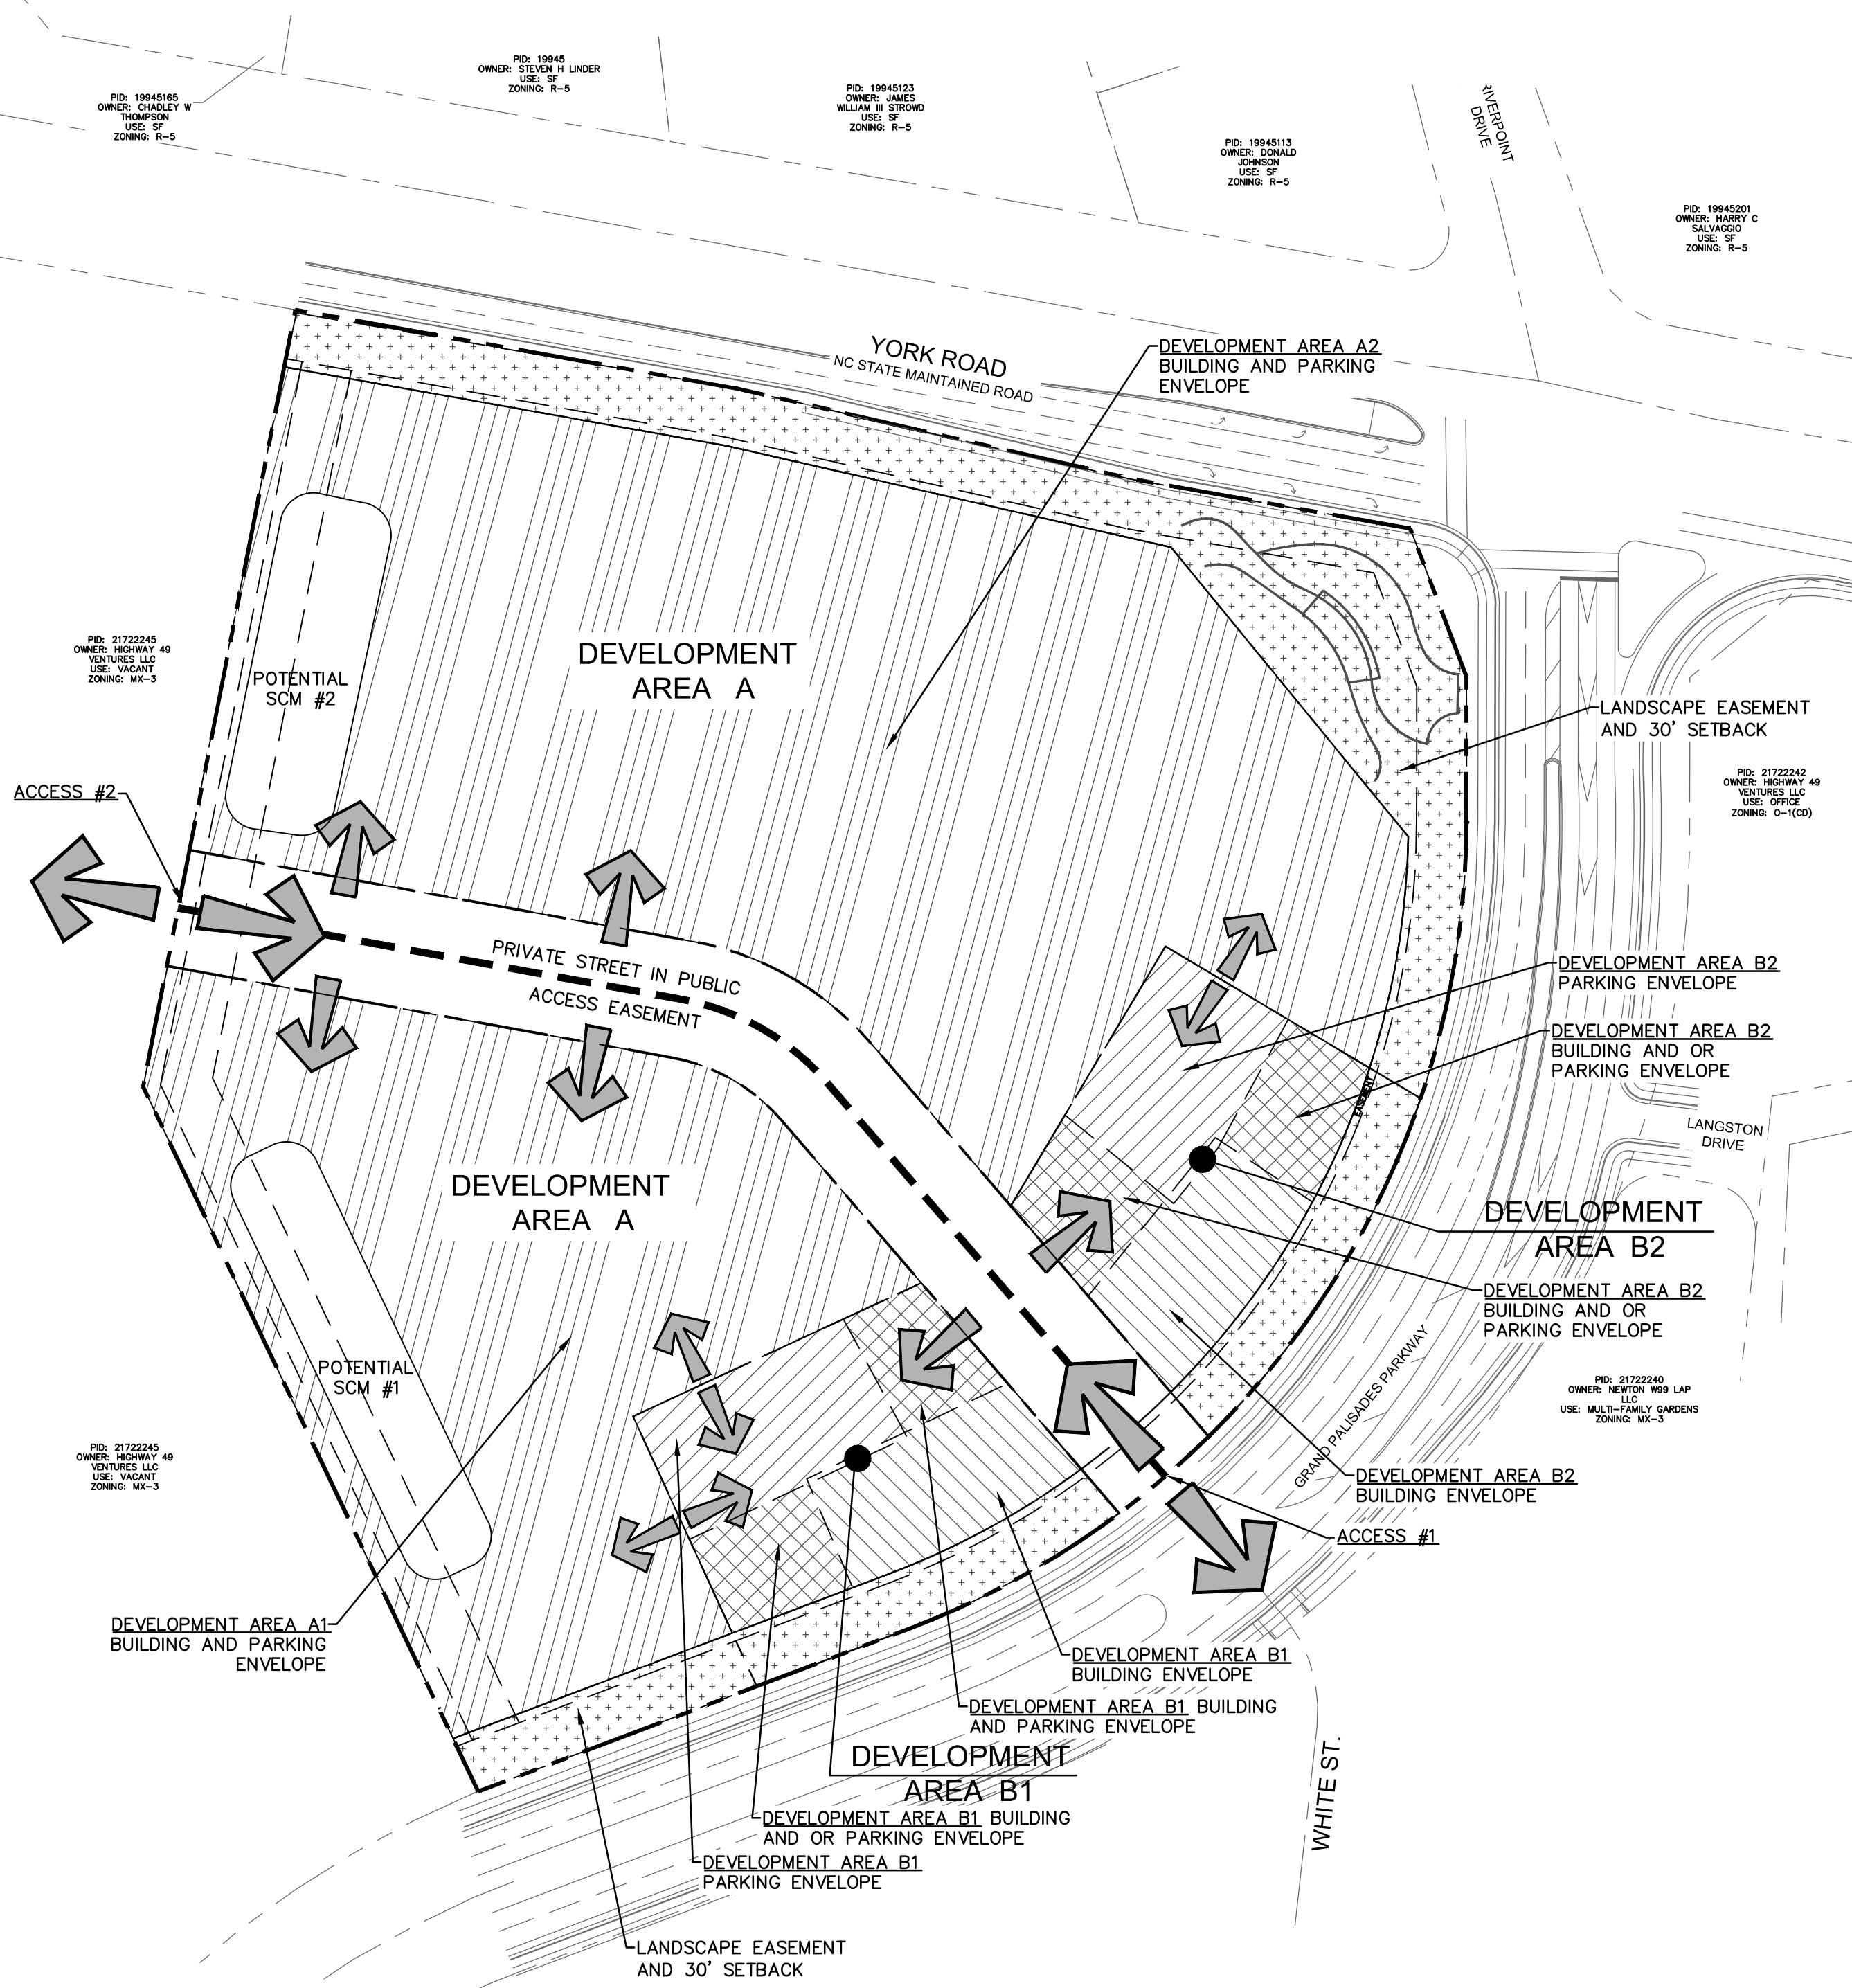 PID: 19945
OWNER: STEVEN H LINDER
USE: SF
ZONING: R-5
PID: 19945165
OWNER: CHADLEY W
THOMPSON
USE: SF
ZONING: R-5
PID: 19945123
OWNER: JAMES
WILLIAM III STROWD
USE: SF
ZONING: R-5
PID: 19945113
OWNER: DONALD
JOHNSON
USE: SF
ZONING: R-5
RIVERPOINT
DRIVE
PID: 19945201
OWNER: HARRY C
SALVAGGIO
USE: SF
ZONING: R-5
YORK ROAD
NC STATE MAINTAINED ROAD
DEVELOPMENT AREA A2
BUILDING AND PARKING
ENVELOPE
PID: 21722245
OWNER: HIGHWAY 49
VENTURES LLC
USE: VACANT
ZONING: MX-3
POTENTIAL
SCM #2
DEVELOPMENT
AREA A
LANDSCAPE EASEMENT
AND 30' SETBACK
PID: 21722242
OWNER: HIGHWAY 49
VENTURES LLC
USE: OFFICE
ZONING: O-1(CD)
ACCESS #2
PRIVATE STREET IN PUBLIC
ACCESS EASEMENT
DEVELOPMENT AREA B2
PARKING ENVELOPE
DEVELOPMENT AREA B2
BUILDING AND OR
PARKING ENVELOPE
EASEMENT
LANGSTON
DRIVE
DEVELOPMENT
AREA A
DEVELOPMENT
AREA B2
DEVELOPMENT AREA B2
BUILDING AND OR
PARKING ENVELOPE
POTENTIAL
SCM #1
GRAND PALISADES PARKWAY
PID: 21722240
OWNER: NEWTON W99 LAP
LLC
USE: MULTI-FAMILY GARDENS
ZONING: MX-3
PID: 21722245
OWNER: HIGHWAY 49
VENTURES LLC
USE: VACANT
ZONING: MX-3
DEVELOPMENT AREA B2
BUILDING ENVELOPE
ACCESS #1
DEVELOPMENT AREA A1
BUILDING AND PARKING
ENVELOPE
DEVELOPMENT AREA B1
BUILDING ENVELOPE
DEVELOPMENT AREA B1 BUILDING
AND PARKING ENVELOPE
DEVELOPMENT
AREA B1
WHITE ST.
DEVELOPMENT AREA B1 BUILDING
AND OR PARKING ENVELOPE
DEVELOPMENT AREA B1
PARKING ENVELOPE
LANDSCAPE EASEMENT
AND 30' SETBACK